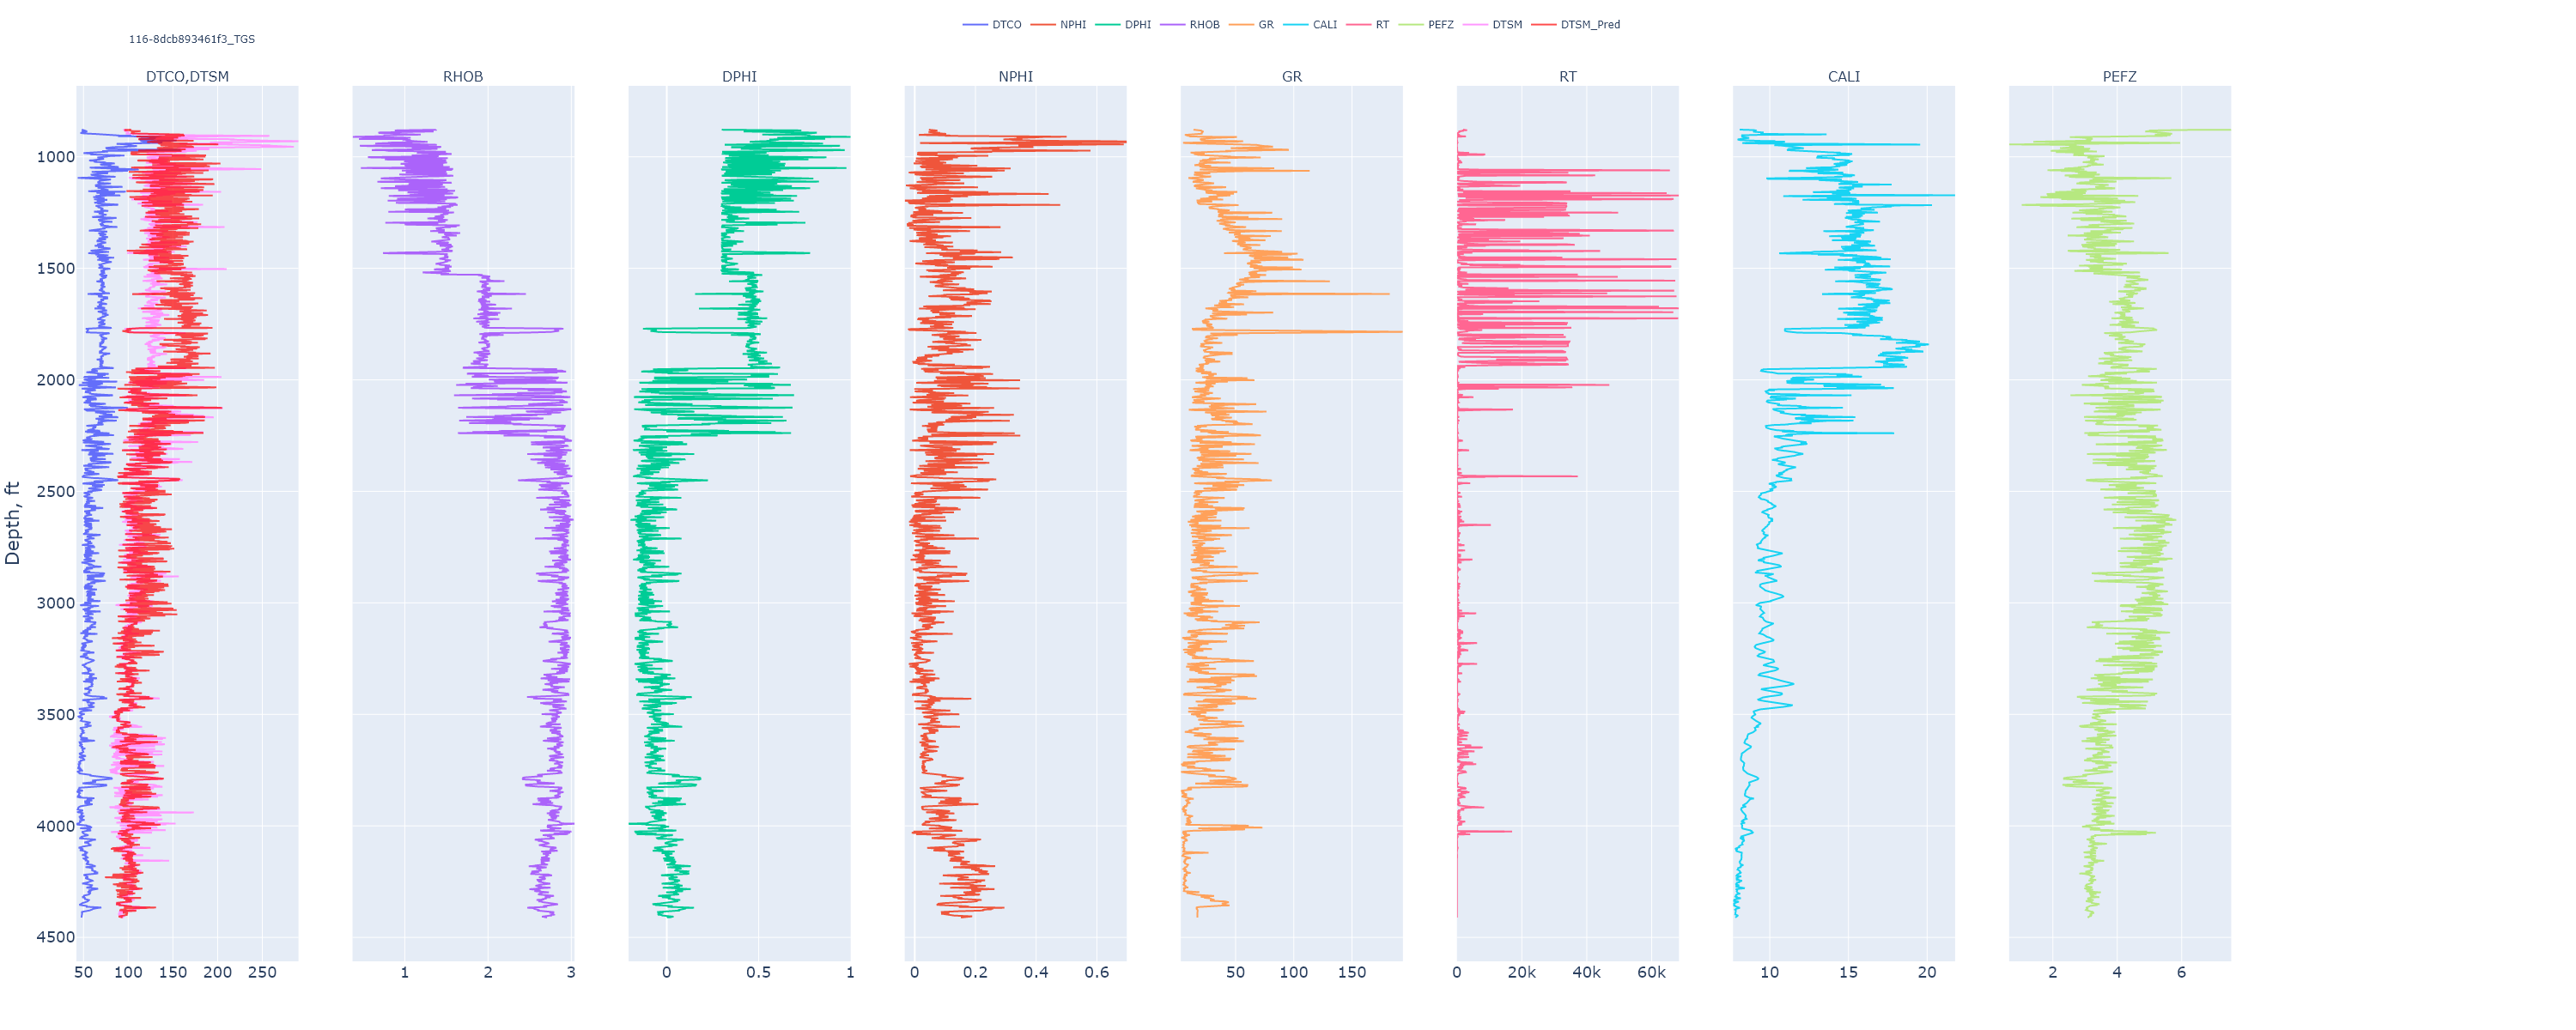 DTCO NPHI DPHI RHOB GR CALI RT PEFZ DTSM DTSM_Pred
116-8dcb893461f3_TGS
DTCO,DTSM RHOB DPHI NPHI GR RT CALI PEFZ
Depth, ft
1000
1500
2000
2500
3000
3500
4000
4500
50 100 150 200 250 1 2 3 0 0.5 1 0 0.2 0.4 0.6 50 100 150 0 20k 40k 60k 10 15 20 2 4 6